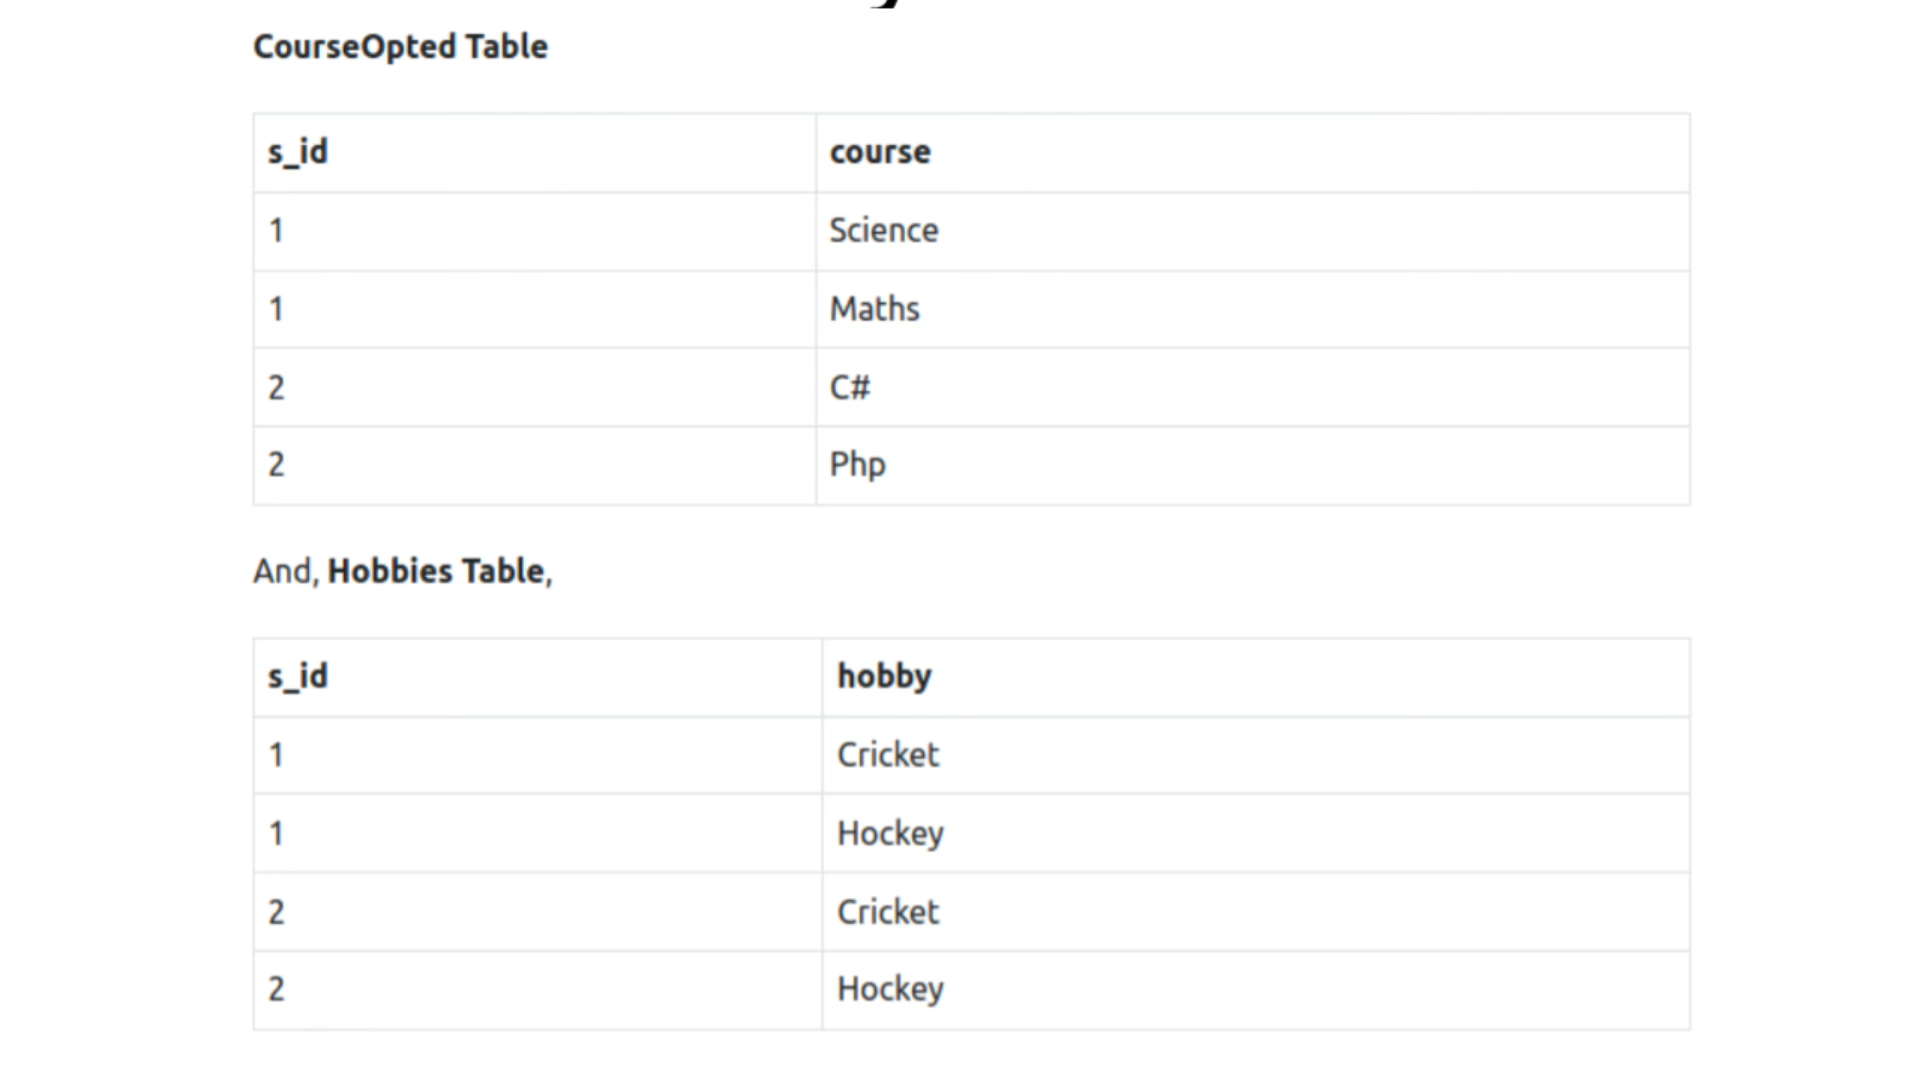 CourseOpted Table
s_id course
1 Science
1 Maths
2 C#
2 Php
And, Hobbies Table,
s_id hobby
1 Cricket
1 Hockey
2 Cricket
2 Hockey